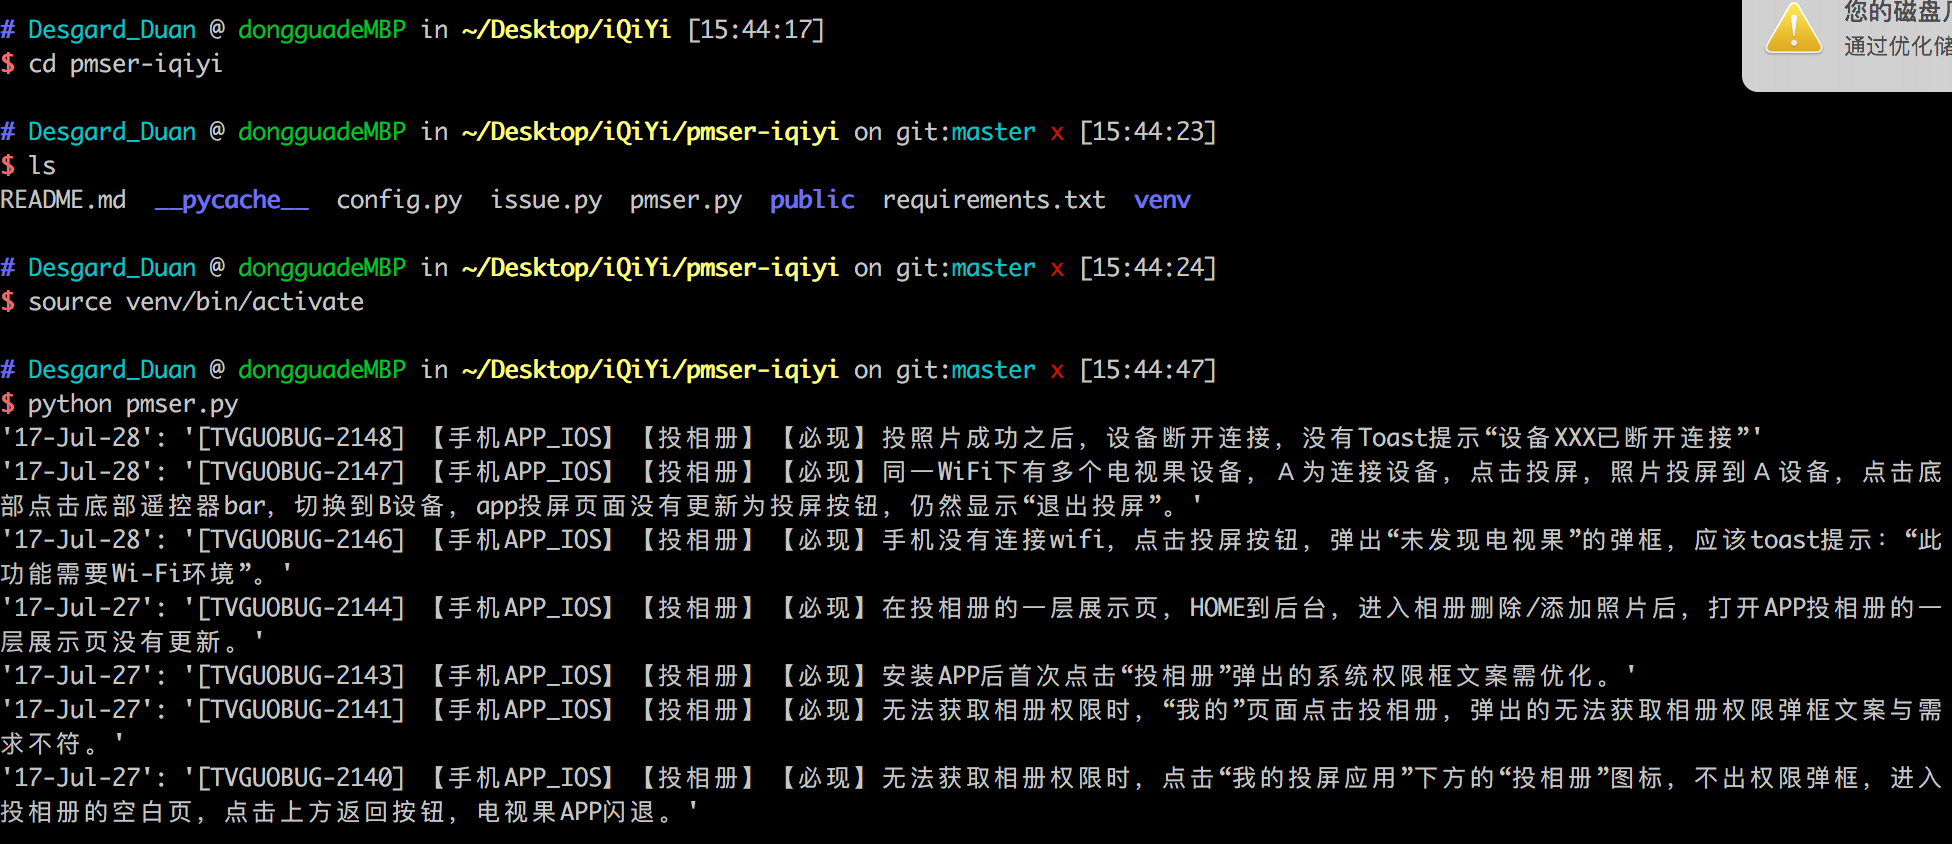 # Desgard_Duan @ dongguadeMBP in ~/Desktop/iQiYi [15:44:17]
$ cd pmser-iqiyi
# Desgard_Duan @ dongguadeMBP in ~/Desktop/iQiYi/pmser-iqiyi on git:master x [15:44:23]
$ ls
README.md  __pycache__  config.py  issue.py  pmser.py  public  requirements.txt  venv
# Desgard_Duan @ dongguadeMBP in ~/Desktop/iQiYi/pmser-iqiyi on git:master x [15:44:24]
$ source venv/bin/activate
# Desgard_Duan @ dongguadeMBP in ~/Desktop/iQiYi/pmser-iqiyi on git:master x [15:44:47]
$ python pmser.py
'17-Jul-28': '[TVGUOBUG-2148] 【手机APP_IOS】【投相册】【必现】投照片成功之后，设备断开连接，没有Toast提示“设备XXX已断开连接”'
'17-Jul-28': '[TVGUOBUG-2147] 【手机APP_IOS】【投相册】【必现】同一WiFi下有多个电视果设备，Ａ为连接设备，点击投屏，照片投屏到Ａ设备，点击底
部点击底部遥控器bar，切换到B设备，app投屏页面没有更新为投屏按钮，仍然显示“退出投屏”。'
'17-Jul-28': '[TVGUOBUG-2146] 【手机APP_IOS】【投相册】【必现】手机没有连接wifi，点击投屏按钮，弹出“未发现电视果”的弹框，应该toast提示：“此
功能需要Wi-Fi环境”。'
'17-Jul-27': '[TVGUOBUG-2144] 【手机APP_IOS】【投相册】【必现】在投相册的一层展示页，HOME到后台，进入相册删除/添加照片后，打开APP投相册的一
层展示页没有更新。'
'17-Jul-27': '[TVGUOBUG-2143] 【手机APP_IOS】【投相册】【必现】安装APP后首次点击“投相册”弹出的系统权限框文案需优化。'
'17-Jul-27': '[TVGUOBUG-2141] 【手机APP_IOS】【投相册】【必现】无法获取相册权限时，“我的”页面点击投相册，弹出的无法获取相册权限弹框文案与需
求不符。'
'17-Jul-27': '[TVGUOBUG-2140] 【手机APP_IOS】【投相册】【必现】无法获取相册权限时，点击“我的投屏应用”下方的“投相册”图标，不出权限弹框，进入
投相册的空白页，点击上方返回按钮，电视果APP闪退。'
您的磁盘几
通过优化储